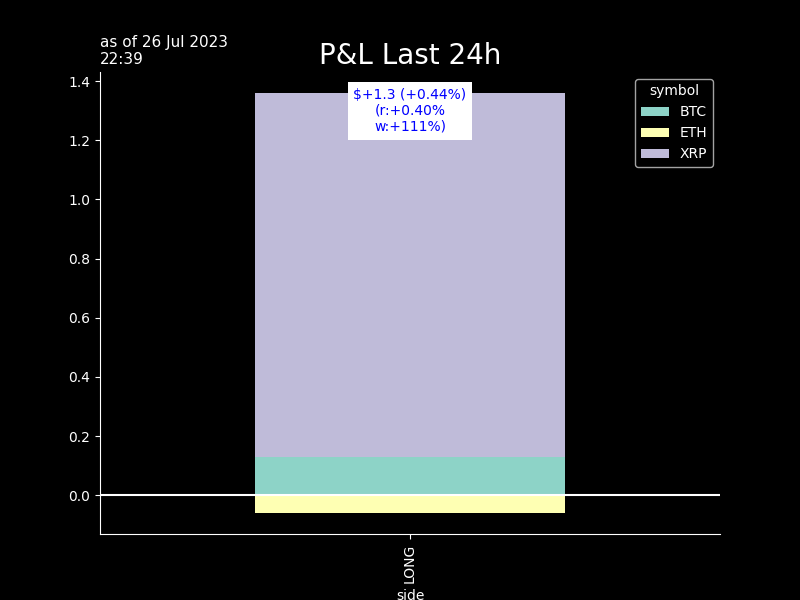 as of 26 Jul 2023
22:39
P&L Last 24h
$+1.3 (+0.44%)
(r:+0.40%
w:+111%)
symbol
BTC
ETH
XRP
1.4
1.2
1.0
0.8
0.6
0.4
0.2
0.0
LONG
side